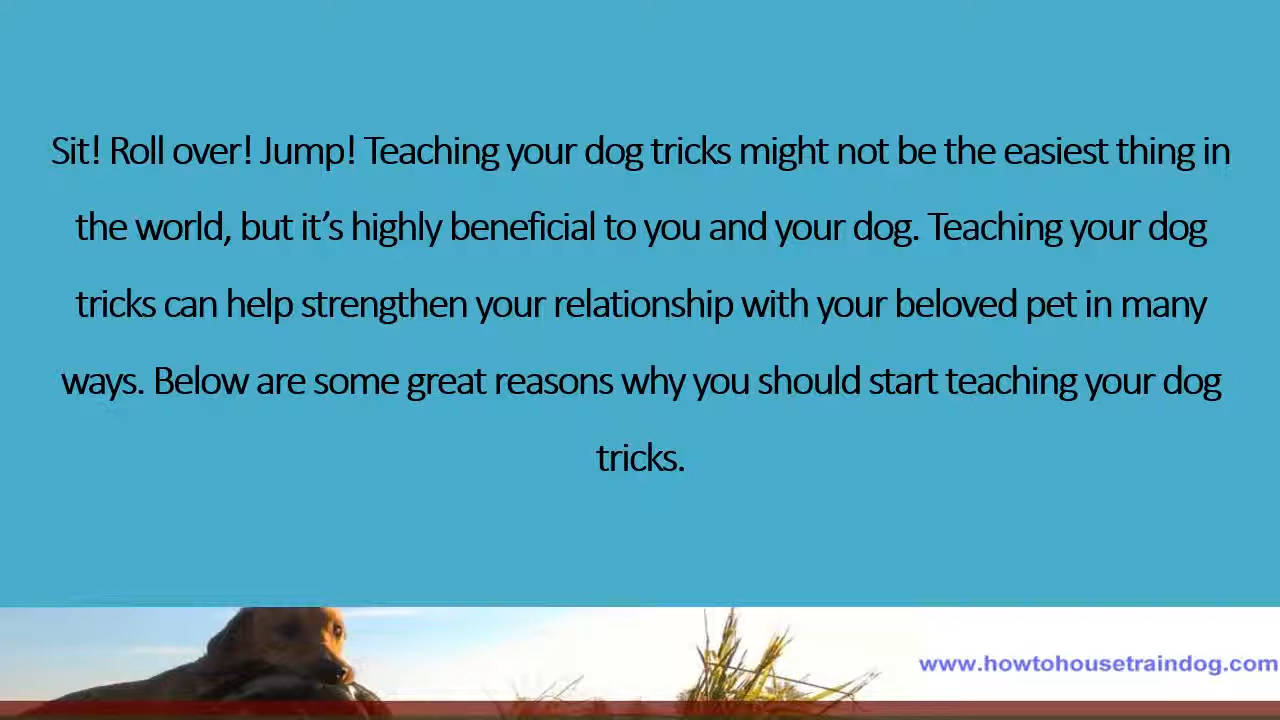 Sit! Roll over! Jump! Teaching your dog tricks might not be the easiest thing in
the world, but it’s highly beneficial to you and your dog. Teaching your dog
tricks can help strengthen your relationship with your beloved pet in many
ways. Below are some great reasons why you should start teaching your dog
tricks.
www.howtohousetraindog.com